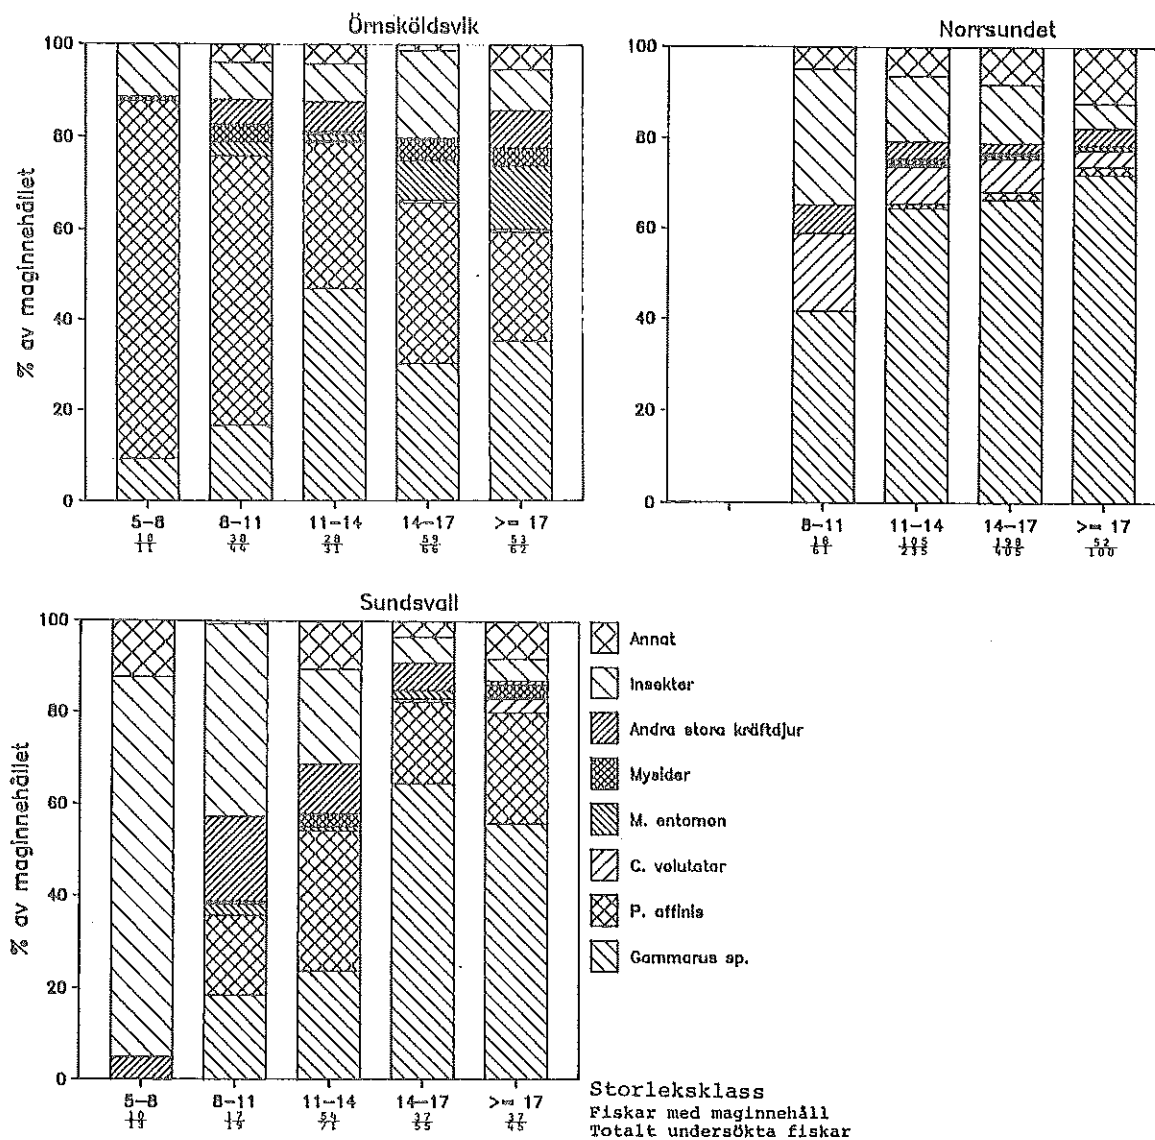 Örnsköldsvik
100
80
60
40
20
0
% av maginnehållet
5-8 8-11 11-14 14-17 >= 17
10/11 38/44 28/31 59/66 53/62
Norrsundet
100
80
60
40
20
0
8-11 11-14 14-17 >= 17
18/61 105/235 198/405 52/100
Sundsvall
100
80
60
40
20
0
% av maginnehållet
5-8 8-11 11-14 14-17 >= 17
17/19 54/71 37/55 37/45
Annat
Insekter
Andra stora kräftdjur
Mysider
M. entomon
C. volutator
P. affinis
Gammarus sp.
Storleksklass
Fiskar med maginnehåll
Totalt undersökta fiskar